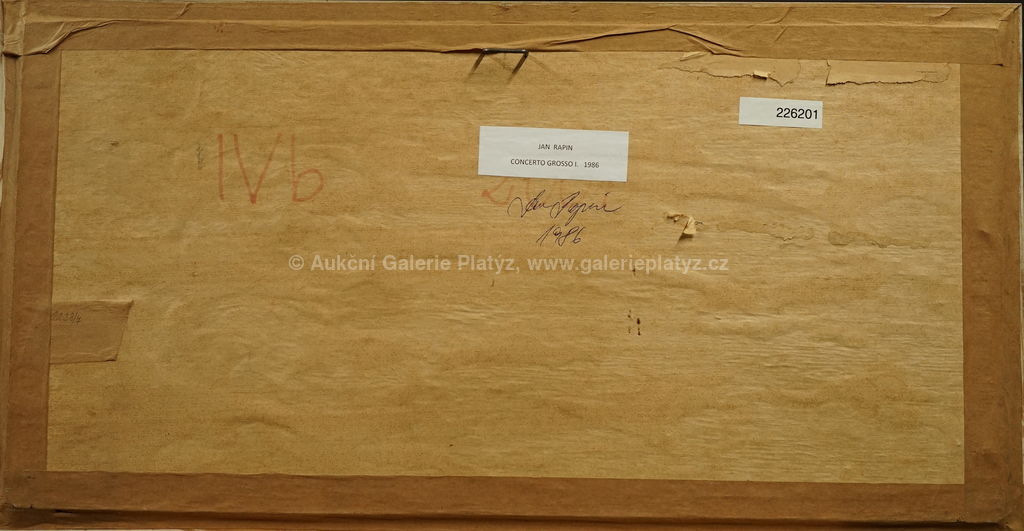 226201
JAN RAPIN
CONCERTO GROSSO I. 1986
IVb
Jan Rapin
1986
© Aukční Galerie Platýz, www.galerieplatyz.cz